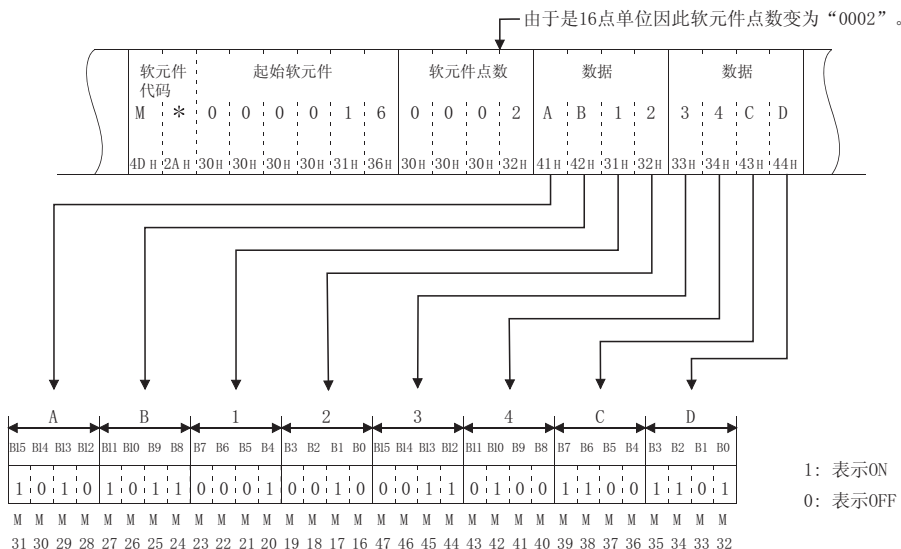 由于是16点单位因此软元件点数变为“0002”。
软元件代码 起始软元件 软元件点数 数据 数据
M * 0 0 0 0 1 6 0 0 0 2 A B 1 2 3 4 C D
4DH 2AH 30H 30H 30H 30H 31H 36H 30H 30H 30H 32H 41H 42H 31H 32H 33H 34H 43H 44H
A B 1 2 3 4 C D
B15 B14 B13 B12 B11 B10 B9 B8 B7 B6 B5 B4 B3 B2 B1 B0 B15 B14 B13 B12 B11 B10 B9 B8 B7 B6 B5 B4 B3 B2 B1 B0
1 0 1 0 1 0 1 1 0 0 0 1 0 0 1 0 0 0 1 1 0 1 0 0 1 1 0 0 1 1 0 1
M M M M M M M M M M M M M M M M M M M M M M M M M M M M M M M M
31 30 29 28 27 26 25 24 23 22 21 20 19 18 17 16 47 46 45 44 43 42 41 40 39 38 37 36 35 34 33 32
1: 表示ON
0: 表示OFF